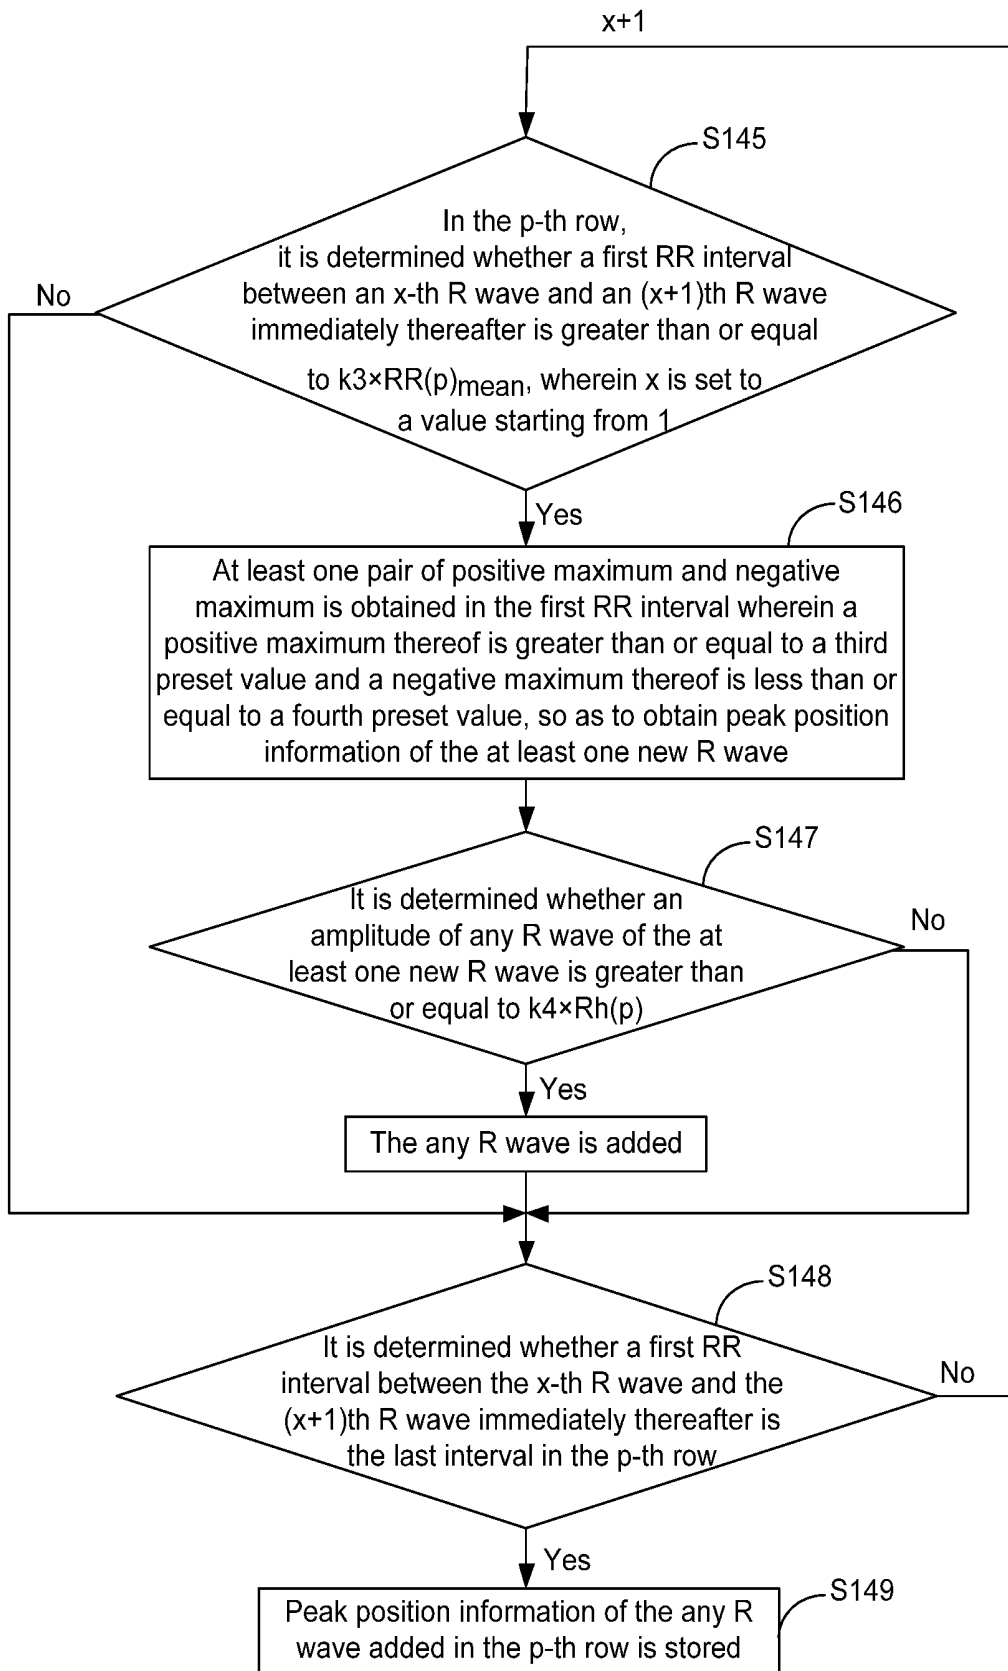 x+1
S145
In the p-th row,
it is determined whether a first RR interval
between an x-th R wave and an (x+1)th R wave
immediately thereafter is greater than or equal
to k3×RR(p)mean, wherein x is set to
a value starting from 1
No
Yes
S146
At least one pair of positive maximum and negative
maximum is obtained in the first RR interval wherein a
positive maximum thereof is greater than or equal to a third
preset value and a negative maximum thereof is less than or
equal to a fourth preset value, so as to obtain peak position
information of the at least one new R wave
S147
It is determined whether an
amplitude of any R wave of the at
least one new R wave is greater than
or equal to k4×Rh(p)
No
Yes
The any R wave is added
S148
It is determined whether a first RR
interval between the x-th R wave and the
(x+1)th R wave immediately thereafter is
the last interval in the p-th row
No
Yes
S149
Peak position information of the any R
wave added in the p-th row is stored